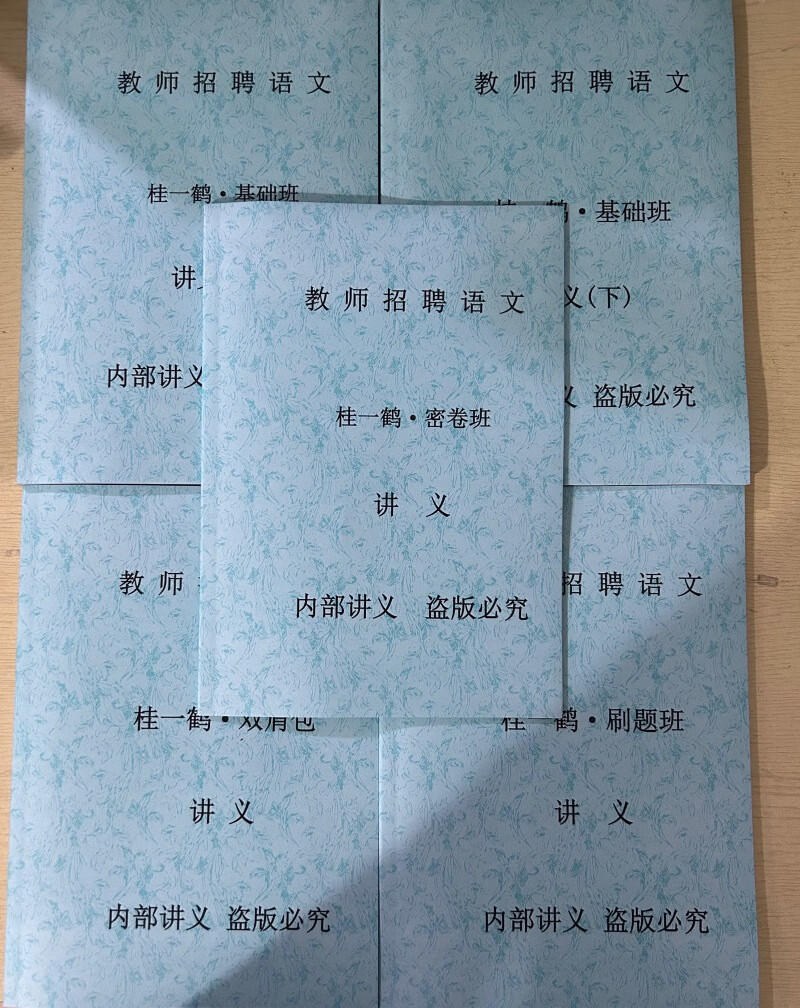 教师招聘语文
桂一鹤·基础班
讲
内部讲义
教师招聘语文
鹤·基础班
义(下)
盗版必究
教师招聘语文
桂一鹤·密卷班
讲 义
内部讲义 盗版必究
教师
桂一鹤·双肩包
讲义
内部讲义 盗版必究
招聘语文
桂一鹤·刷题班
讲 义
内部讲义 盗版必究